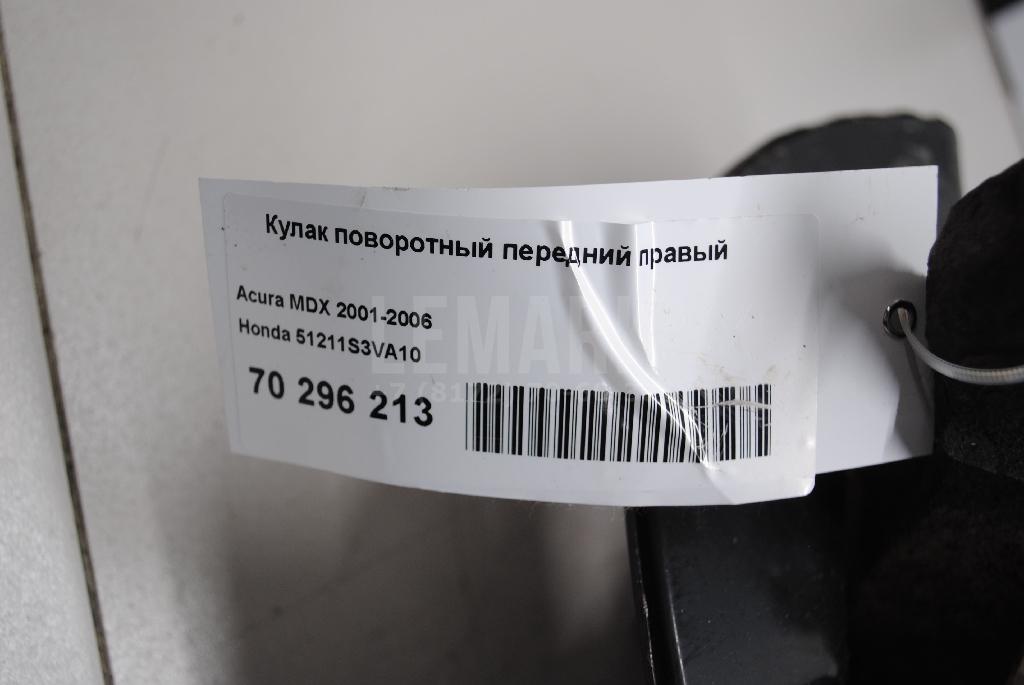 Кулак поворотный передний правый
Acura MDX 2001-2006
Honda 51211S3VA10
70 296 213